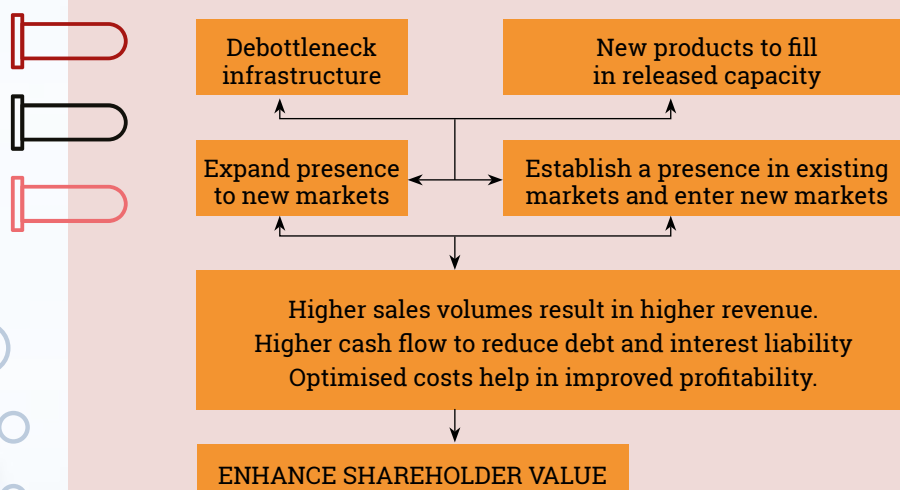 Debottleneck
infrastructure
New products to fill
in released capacity
Expand presence
to new markets
Establish a presence in existing
markets and enter new markets
Higher sales volumes result in higher revenue.
Higher cash flow to reduce debt and interest liability
Optimised costs help in improved profitability.
ENHANCE SHAREHOLDER VALUE